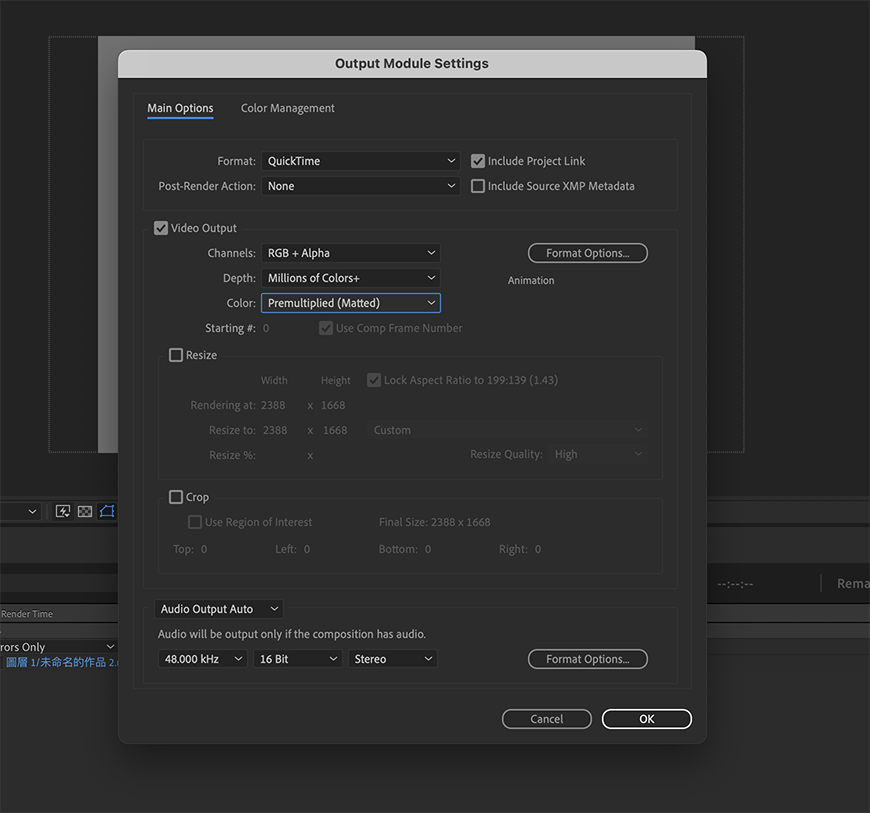 Output Module Settings
Main Options Color Management
Format: QuickTime Include Project Link
Post-Render Action: None Include Source XMP Metadata
Video Output
Channels: RGB + Alpha Format Options...
Depth: Millions of Colors+ Animation
Color: Premultiplied (Matted)
Starting #: 0 Use Comp Frame Number
Resize
Width Height Lock Aspect Ratio to 199:139 (1.43)
Rendering at: 2388 x 1668
Resize to: 2388 x 1668 Custom
Resize %: x Resize Quality: High
Crop
Use Region of Interest Final Size: 2388 x 1668
Top: 0 Left: 0 Bottom: 0 Right: 0
--:--:-- Rema
Render Time
Audio Output Auto
Audio will be output only if the composition has audio.
rors Only
圖層 1/未命名的作品 2.
48.000 kHz 16 Bit Stereo Format Options...
Cancel OK